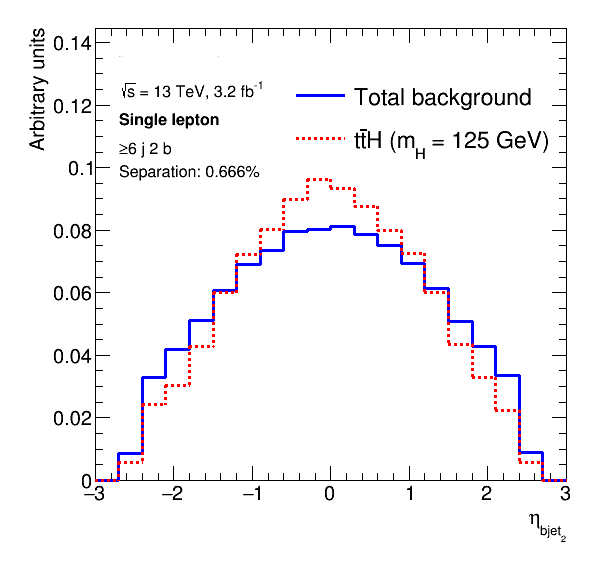 Arbitrary units
0.14
0.12
0.1
0.08
0.06
0.04
0.02
0
√s = 13 TeV, 3.2 fb⁻¹
Single lepton
≥6 j 2 b
Separation: 0.666%
Total background
tt̄H (m_H = 125 GeV)
−3 −2 −1 0 1 2 3
η_bjet₂